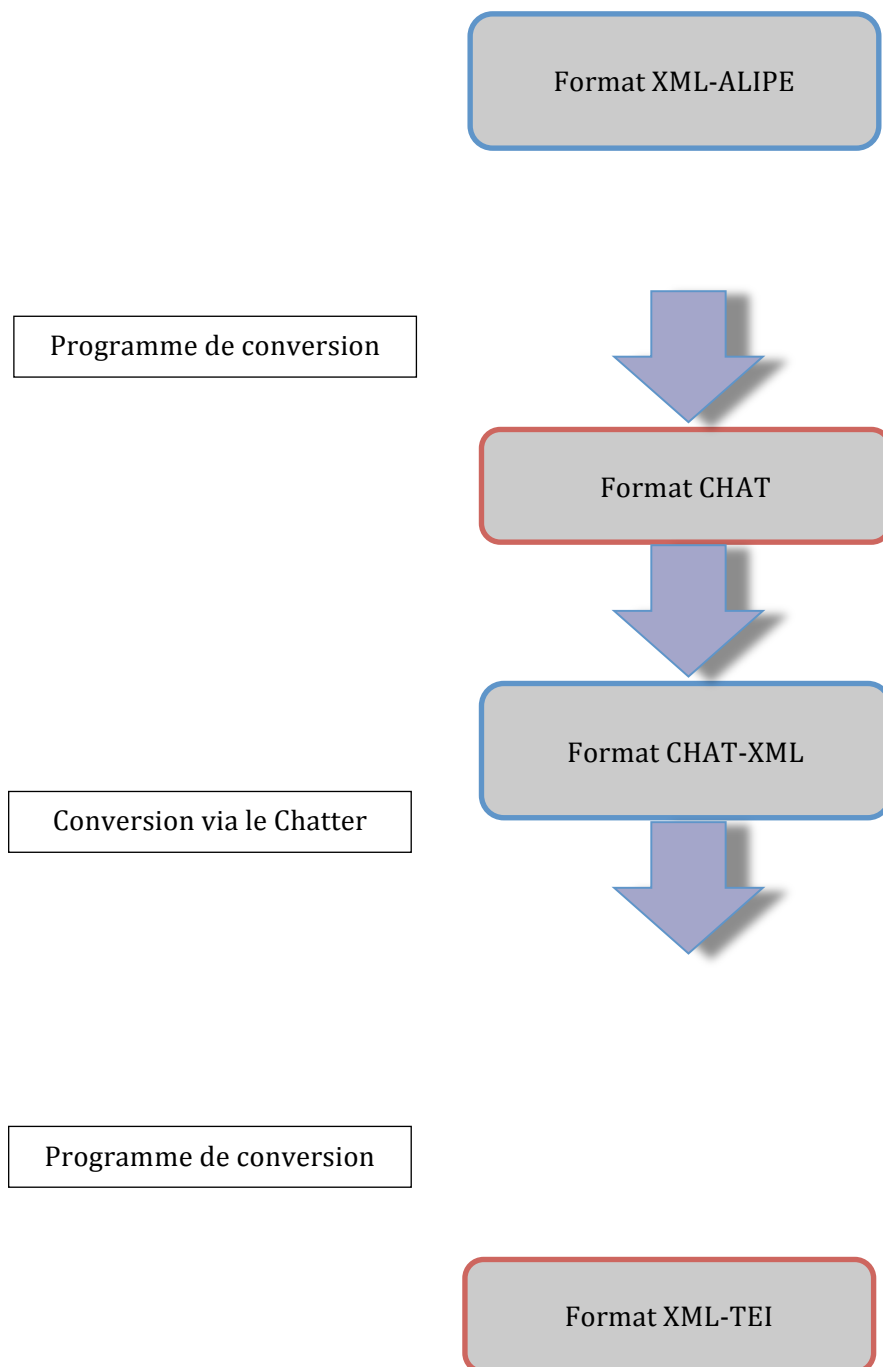 Format XML-ALIPE
Programme de conversion
Format CHAT
Format CHAT-XML
Conversion via le Chatter
Programme de conversion
Format XML-TEI